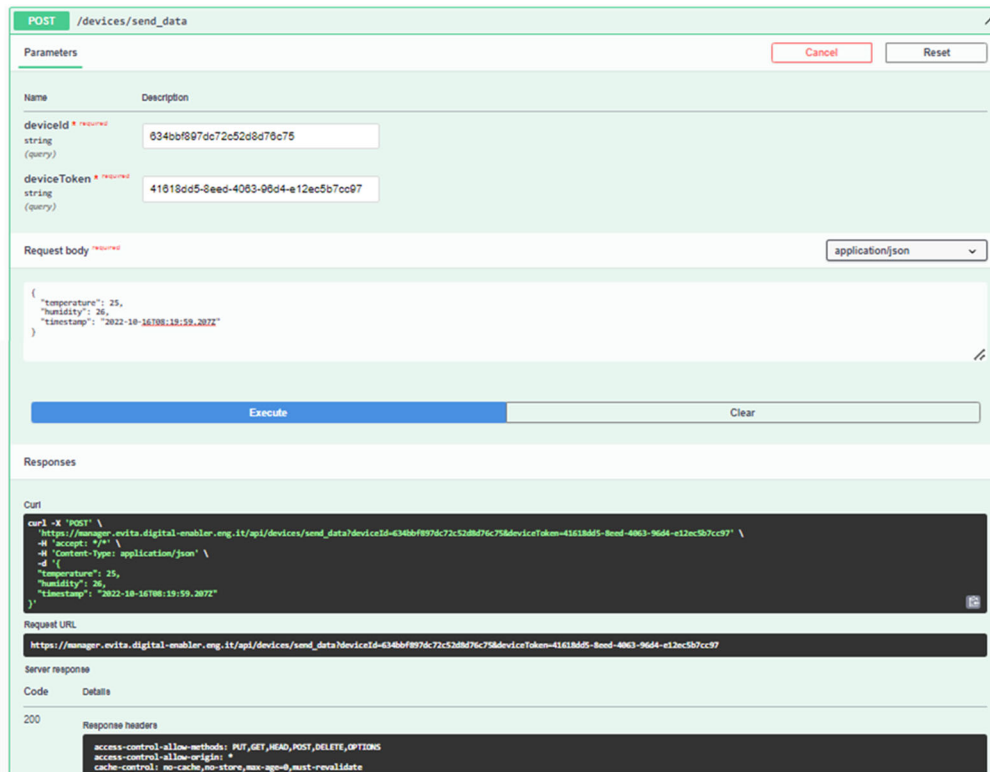 POST /devices/send_data
Parameters
Cancel
Reset
Name Description
deviceId * required
string
(query)
634bbf897dc72c52d8d76c75
deviceToken * required
string
(query)
41618dd5-8eed-4063-96d4-e12ec5b7cc97
Request body required
application/json
{
"temperature": 25,
"humidity": 26,
"timestamp": "2022-10-16T08:19:59.207Z"
}
Execute
Clear
Responses
Curl
curl -X 'POST' \
'https://manager.evita.digital-enabler.eng.it/api/devices/send_data?deviceId=634bbf897dc72c52d8d76c75&deviceToken=41618dd5-8eed-4063-96d4-e12ec5b7cc97' \
-H 'accept: */*' \
-H 'Content-Type: application/json' \
-d '{
"temperature": 25,
"humidity": 26,
"timestamp": "2022-10-16T08:19:59.207Z"
}'
Request URL
https://manager.evita.digital-enabler.eng.it/api/devices/send_data?deviceId=634bbf897dc72c52d8d76c75&deviceToken=41618dd5-8eed-4063-96d4-e12ec5b7cc97
Server response
Code Details
200
Response headers
access-control-allow-methods: PUT,GET,HEAD,POST,DELETE,OPTIONS
access-control-allow-origin: *
cache-control: no-cache,no-store,max-age=0,must-revalidate